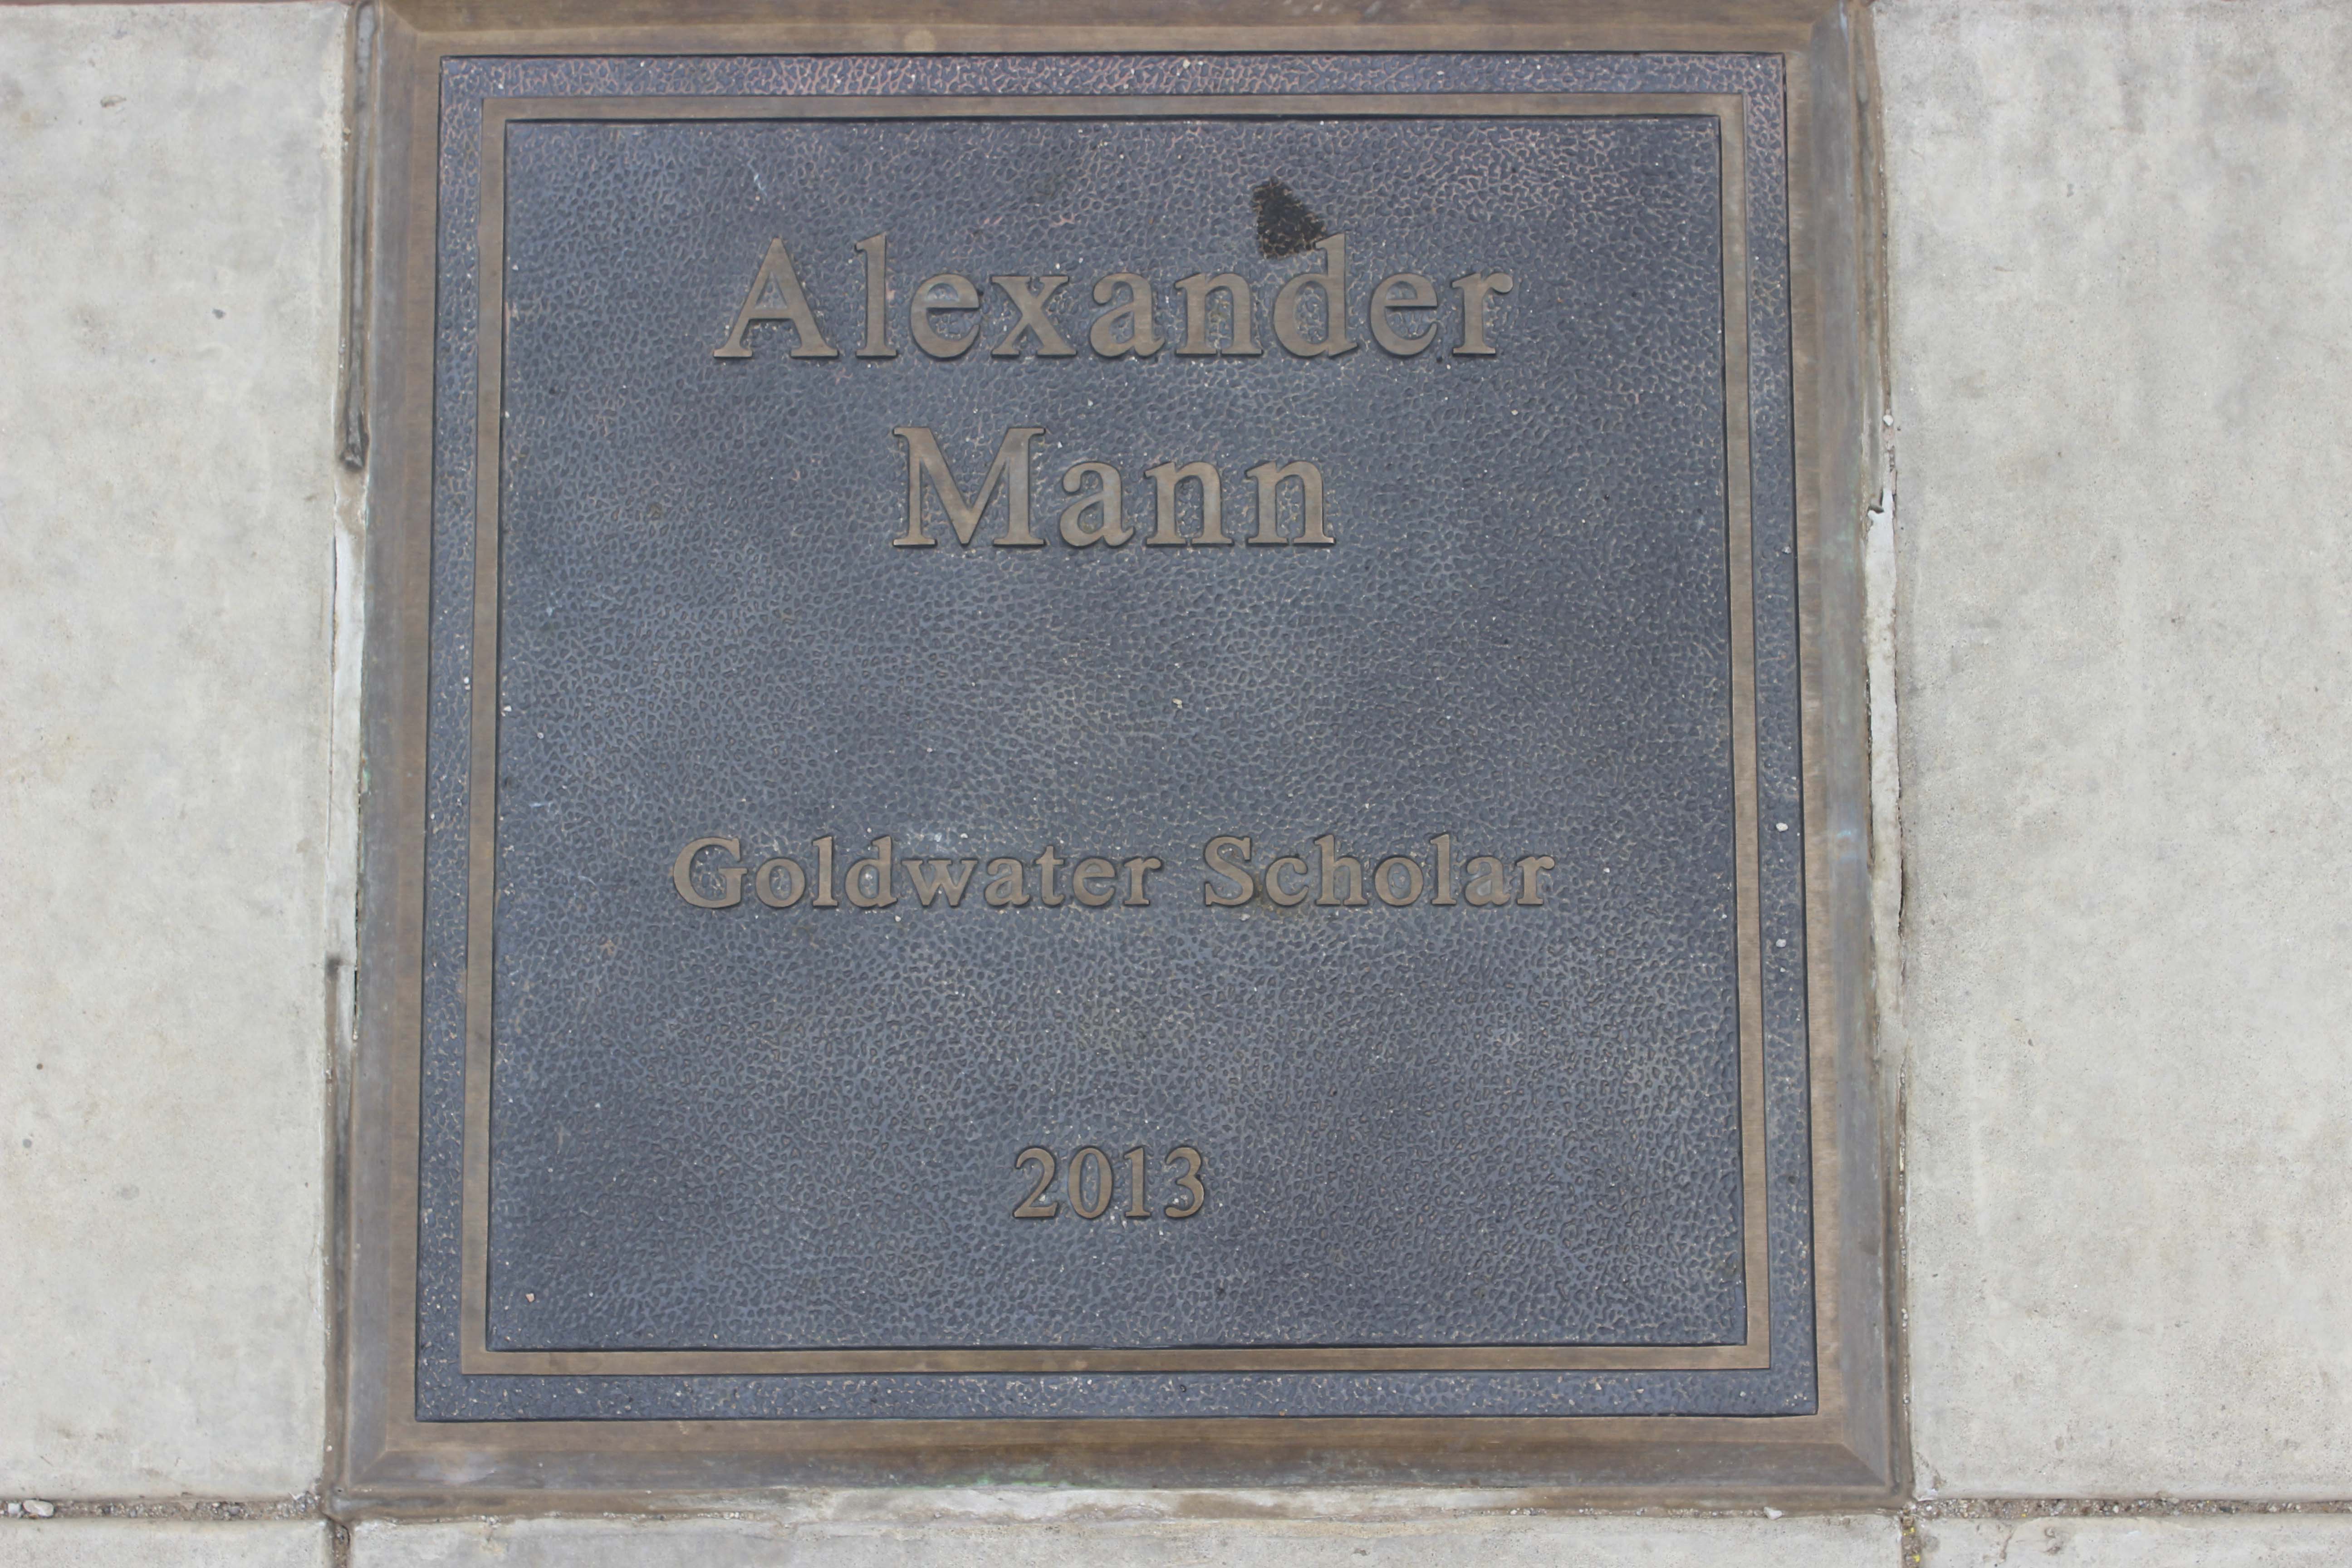 Alexander
Mann
Goldwater Scholar
2013